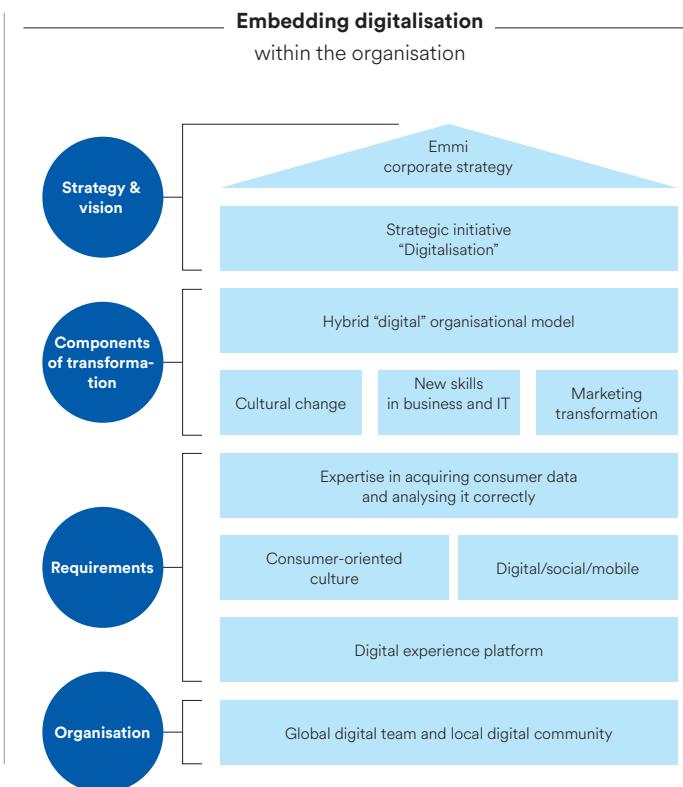 Embedding digitalisation
within the organisation
Strategy &
vision
Emmi
corporate strategy
Strategic initiative
“Digitalisation”
Components
of transforma-
tion
Hybrid “digital” organisational model
Cultural change
New skills
in business and IT
Marketing
transformation
Requirements
Expertise in acquiring consumer data
and analysing it correctly
Consumer-oriented
culture
Digital/social/mobile
Digital experience platform
Organisation
Global digital team and local digital community